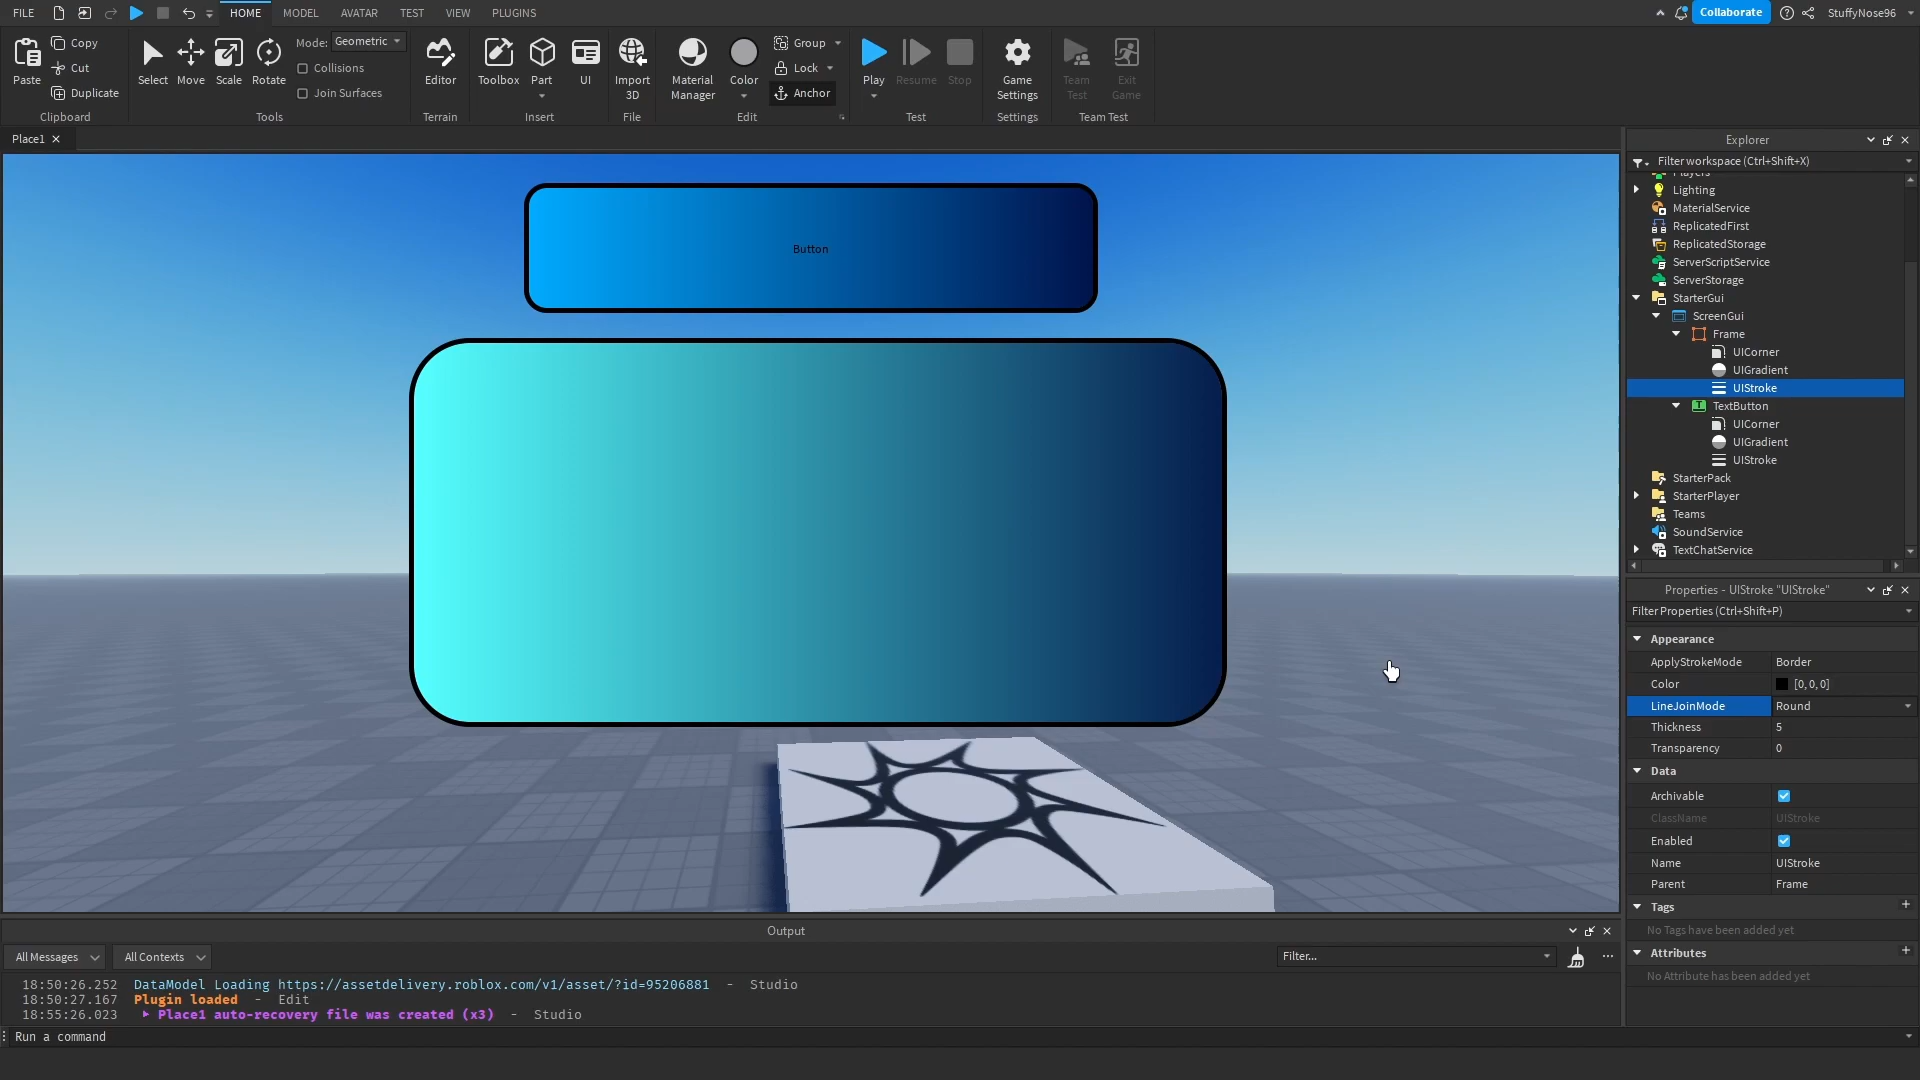 FILE
HOME
MODEL
AVATAR
TEST
VIEW
PLUGINS
Collaborate
StuffyNose96
Paste
Copy
Cut
Duplicate
Clipboard
Select
Move
Scale
Rotate
Mode: Geometric
Collisions
Join Surfaces
Tools
Editor
Terrain
Toolbox
Part
UI
Insert
Import
3D
File
Material
Manager
Color
Group
Lock
Anchor
Edit
Play
Resume
Stop
Test
Game
Settings
Settings
Team
Test
Exit
Game
Team Test
Place1
Button
Explorer
Filter workspace (Ctrl+Shift+X)
Players
Lighting
MaterialService
ReplicatedFirst
ReplicatedStorage
ServerScriptService
ServerStorage
StarterGui
ScreenGui
Frame
UICorner
UIGradient
UIStroke
TextButton
UICorner
UIGradient
UIStroke
StarterPack
StarterPlayer
Teams
SoundService
TextChatService
Properties - UIStroke "UIStroke"
Filter Properties (Ctrl+Shift+P)
Appearance
ApplyStrokeMode Border
Color [0, 0, 0]
LineJoinMode Round
Thickness 5
Transparency 0
Data
Archivable
ClassName UIStroke
Enabled
Name UIStroke
Parent Frame
Tags
No Tags have been added yet
Attributes
No Attribute has been added yet
Output
All Messages
All Contexts
Filter...
18:50:26.252 DataModel Loading https://assetdelivery.roblox.com/v1/asset/?id=95206881 - Studio
18:50:27.167 Plugin loaded - Edit
18:55:26.023 Place1 auto-recovery file was created (x3) - Studio
Run a command